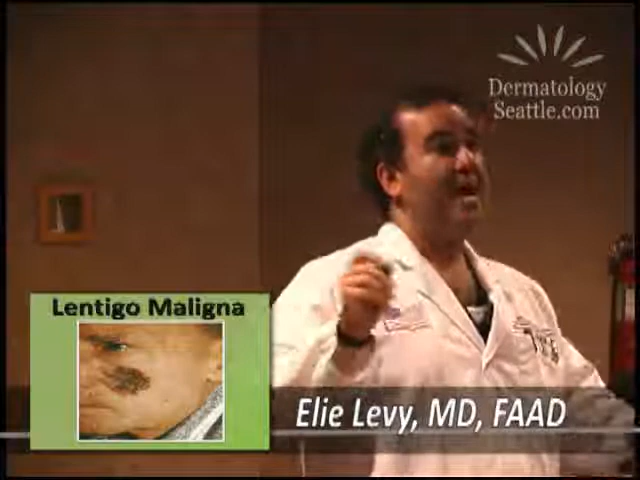 Dermatology
Seattle.com
Lentigo Maligna
Elie Levy, MD, FAAD